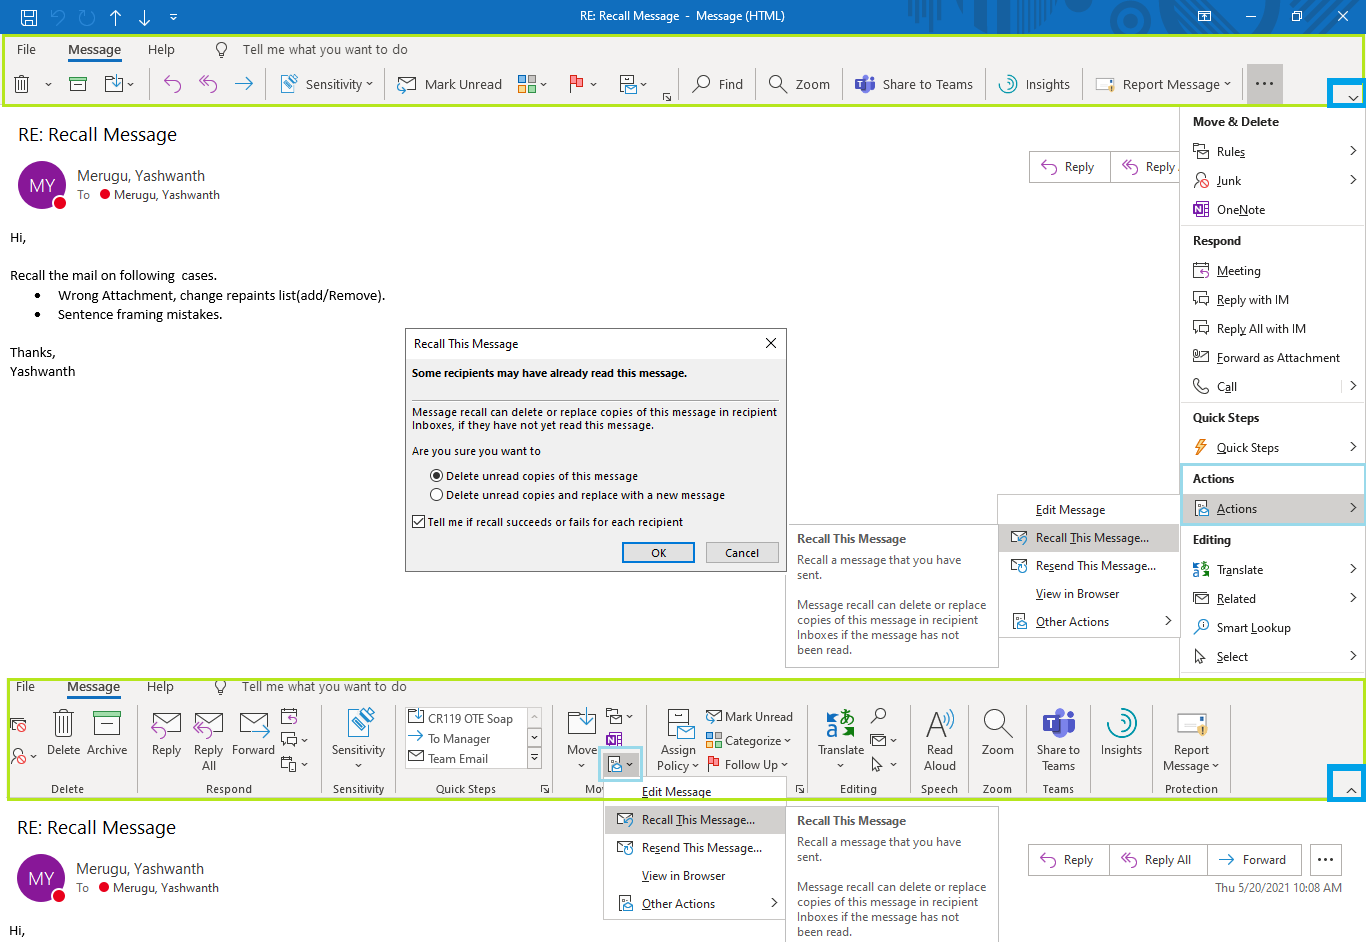 RE: Recall Message - Message (HTML)
File Message Help Tell me what you want to do
Sensitivity Mark Unread Find Zoom Share to Teams Insights Report Message ...
RE: Recall Message
MY
Merugu, Yashwanth
To Merugu, Yashwanth
Reply Reply
Hi,
Recall the mail on following cases.
• Wrong Attachment, change repaints list(add/Remove).
• Sentence framing mistakes.
Thanks,
Yashwanth
Move & Delete
Rules
Junk
OneNote
Respond
Meeting
Reply with IM
Reply All with IM
Forward as Attachment
Call
Quick Steps
Quick Steps
Actions
Actions
Editing
Translate
Related
Smart Lookup
Select
Recall This Message
Some recipients may have already read this message.
Message recall can delete or replace copies of this message in recipient
Inboxes, if they have not yet read this message.
Are you sure you want to
Delete unread copies of this message
Delete unread copies and replace with a new message
Tell me if recall succeeds or fails for each recipient
OK Cancel
Edit Message
Recall This Message...
Resend This Message...
View in Browser
Other Actions
Recall This Message
Recall a message that you have
sent.
Message recall can delete or replace
copies of this message in recipient
Inboxes if the message has not
been read.
File Message Help Tell me what you want to do
Delete Archive
Delete
Reply Reply All Forward
Respond
Sensitivity
Sensitivity
CR119 OTE Soap
To Manager
Team Email
Quick Steps
Move
Mo
Assign Policy
Mark Unread
Categorize
Follow Up
Translate
Editing
Read Aloud
Speech
Zoom
Zoom
Share to Teams
Teams
Insights
Report Message
Protection
Edit Message
Recall This Message...
Resend This Message...
View in Browser
Other Actions
Recall This Message
Recall a message that you have
sent.
Message recall can delete or replace
copies of this message in recipient
Inboxes if the message has not
been read.
RE: Recall Message
MY
Merugu, Yashwanth
To Merugu, Yashwanth
Reply Reply All Forward ...
Thu 5/20/2021 10:08 AM
Hi,